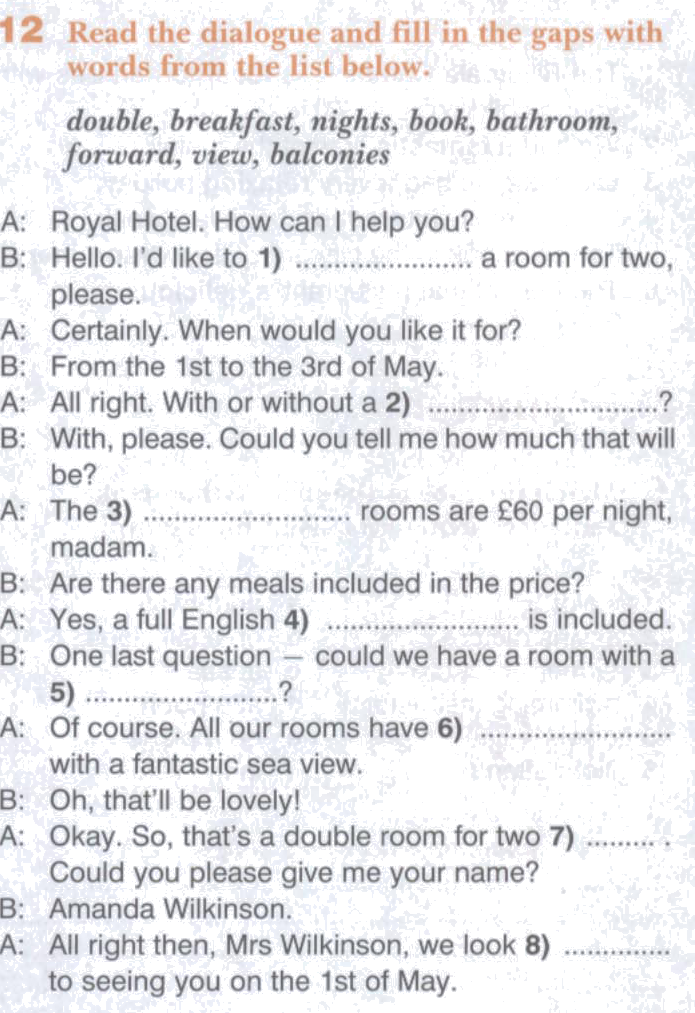 12 Read the dialogue and fill in the gaps with
words from the list below.
double, breakfast, nights, book, bathroom,
forward, view, balconies
A: Royal Hotel. How can I help you?
B: Hello. I'd like to 1) ...................... a room for two,
please.
A: Certainly. When would you like it for?
B: From the 1st to the 3rd of May.
A: All right. With or without a 2) .............................?
B: With, please. Could you tell me how much that will
be?
A: The 3) .......................... rooms are £60 per night,
madam.
B: Are there any meals included in the price?
A: Yes, a full English 4) ........................ is included.
B: One last question – could we have a room with a
5) .........................?
A: Of course. All our rooms have 6) ........................
with a fantastic sea view.
B: Oh, that'll be lovely!
A: Okay. So, that's a double room for two 7) ......... .
Could you please give me your name?
B: Amanda Wilkinson.
A: All right then, Mrs Wilkinson, we look 8) ..............
to seeing you on the 1st of May.